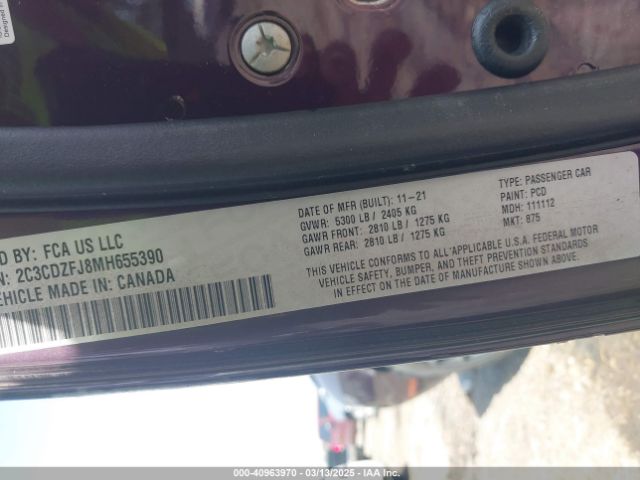 D BY: FCA US LLC
N: 2C3CDZFJ8MH655390
EHICLE MADE IN: CANADA
DATE OF MFR (BUILT): 11-21
GVWR: 5300 LB / 2405 KG
GAWR FRONT: 2810 LB / 1275 KG
GAWR REAR: 2810 LB / 1275 KG
TYPE: PASSENGER CAR
PAINT: PCD
MDH: 111112
MKT: 875
THIS VEHICLE CONFORMS TO ALL APPLICABLE U.S.A. FEDERAL MOTOR
VEHICLE SAFETY, BUMPER, AND THEFT PREVENTION STANDARDS
IN EFFECT ON THE DATE OF MANUFACTURE SHOWN ABOVE.
000-40963970 - 03/13/2025 - IAA Inc.